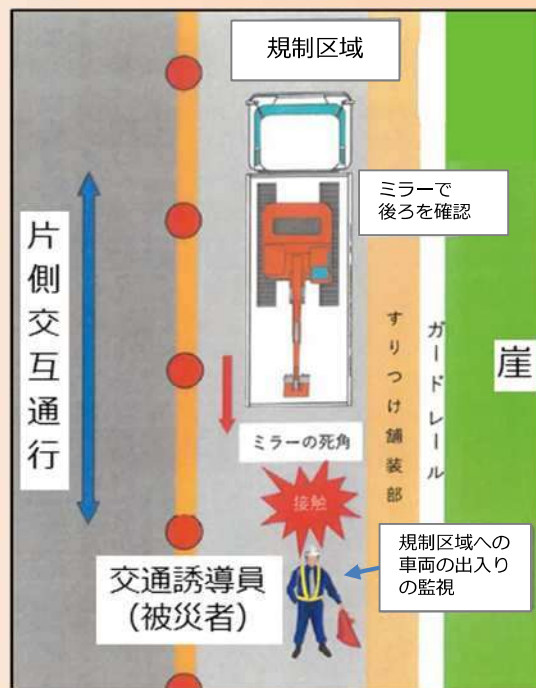 規制区域
ミラーで
後ろを確認
片側交互通行
すりつけ舗装部
ガードレール
崖
ミラーの死角
接触
規制区域への
車両の出入り
の監視
交通誘導員
（被災者）